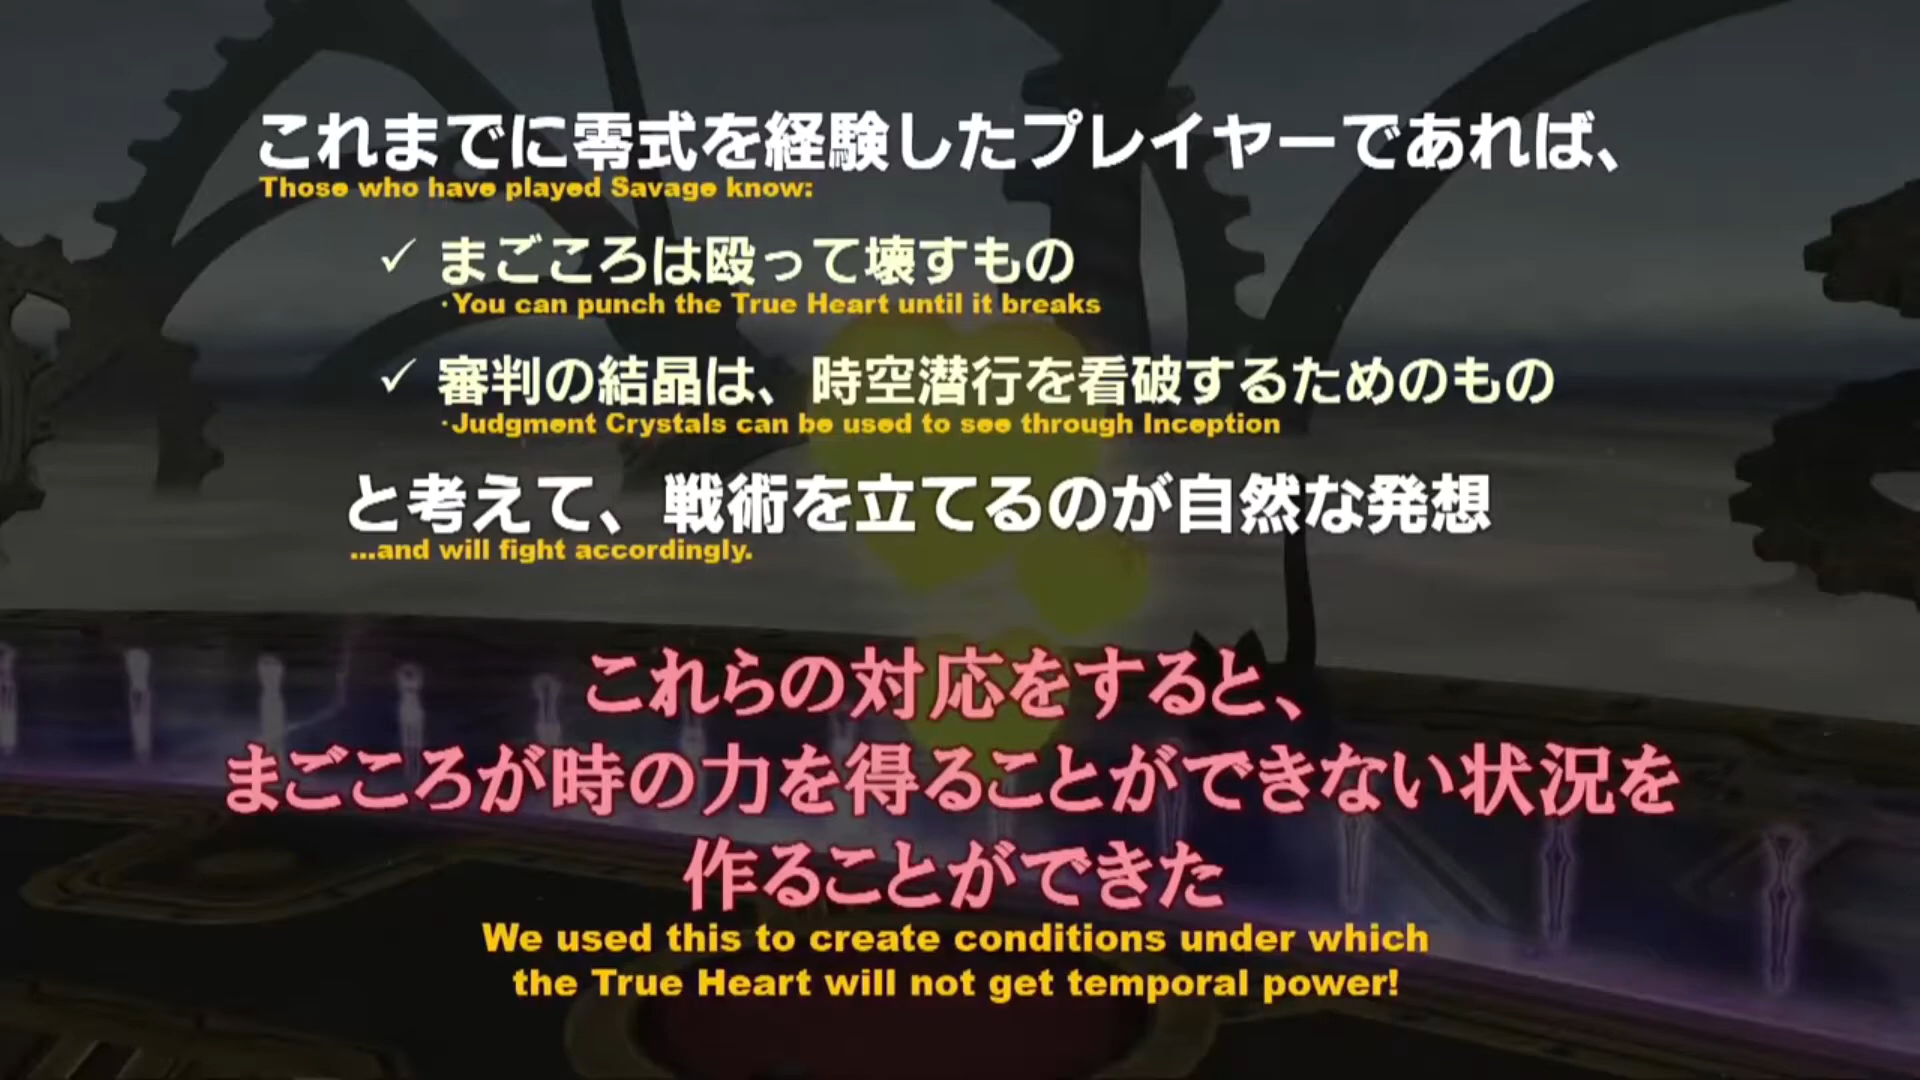 これまでに零式を経験したプレイヤーであれば、
Those who have played Savage know:
✓ まごころは殴って壊すもの
·You can punch the True Heart until it breaks
✓ 審判の結晶は、時空潜行を看破するためのもの
·Judgment Crystals can be used to see through Inception
と考えて、戦術を立てるのが自然な発想
...and will fight accordingly.
これらの対応をすると、
まごころが時の力を得ることができない状況を
作ることができた
We used this to create conditions under which
the True Heart will not get temporal power!